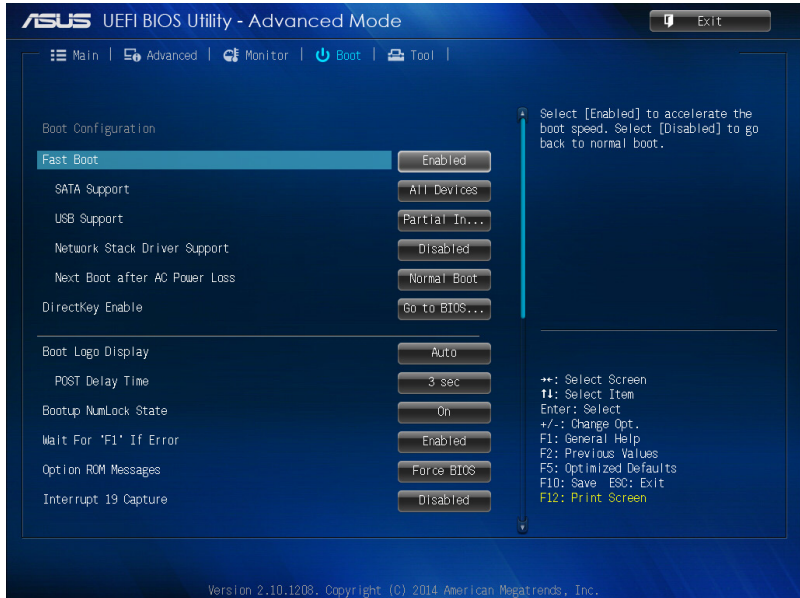 ASUS UEFI BIOS Utility - Advanced Mode
Exit
Main | Advanced | Monitor | Boot | Tool |
Boot Configuration
Fast Boot Enabled
SATA Support All Devices
USB Support Partial In...
Network Stack Driver Support Disabled
Next Boot after AC Power Loss Normal Boot
DirectKey Enable Go to BIOS...
Boot Logo Display Auto
POST Delay Time 3 sec
Bootup NumLock State On
Wait For 'F1' If Error Enabled
Option ROM Messages Force BIOS
Interrupt 19 Capture Disabled
Select [Enabled] to accelerate the
boot speed. Select [Disabled] to go
back to normal boot.
→←: Select Screen
↑↓: Select Item
Enter: Select
+/-: Change Opt.
F1: General Help
F2: Previous Values
F5: Optimized Defaults
F10: Save ESC: Exit
F12: Print Screen
Version 2.10.1208. Copyright (C) 2014 American Megatrends, Inc.